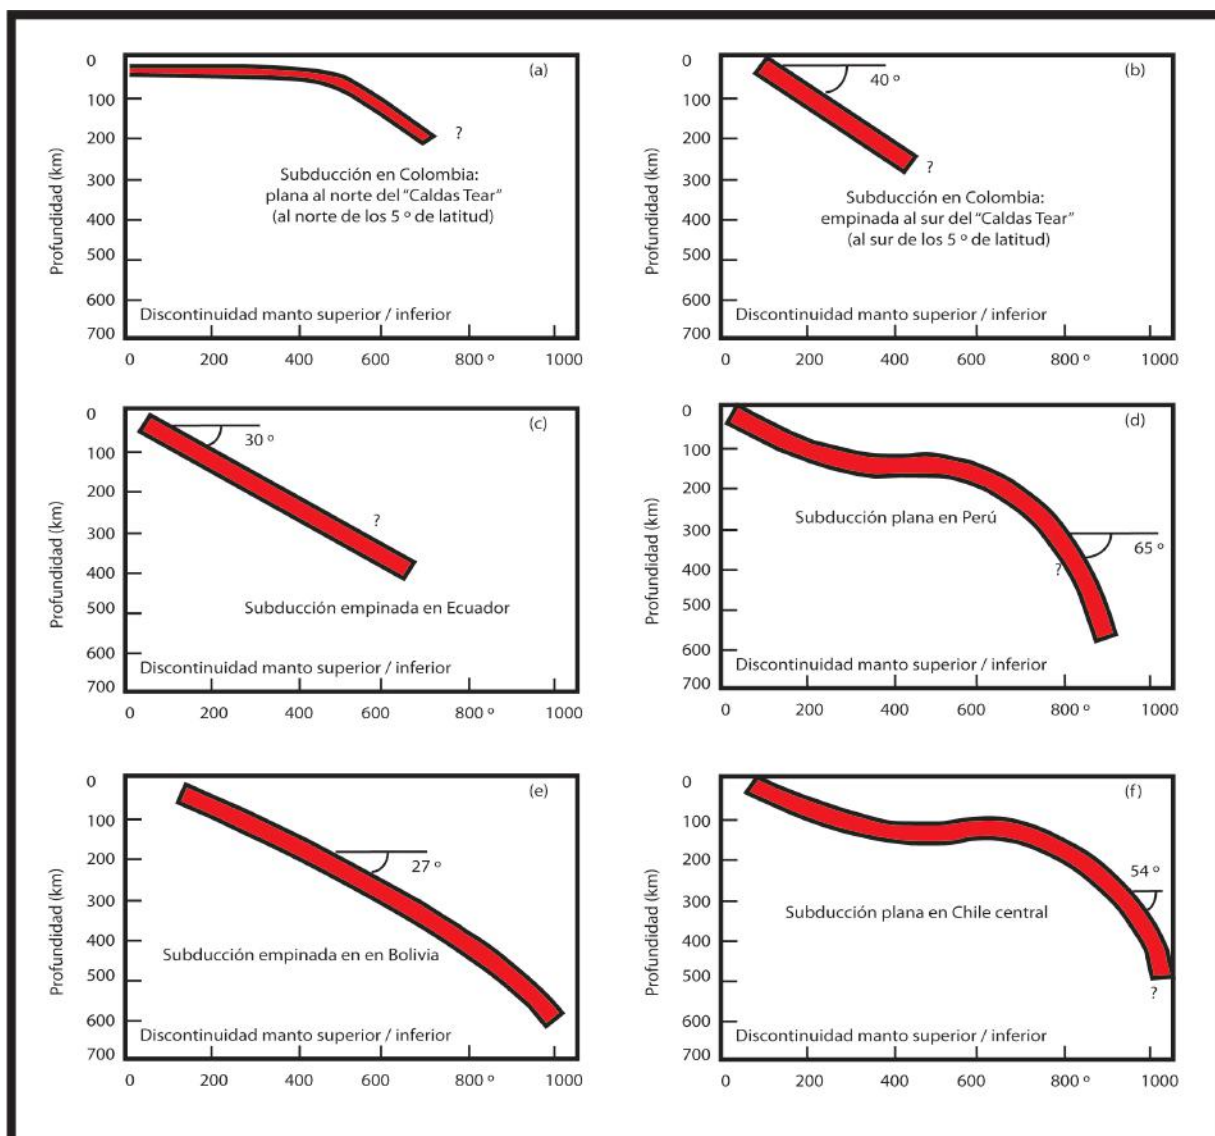 (a)
0
100
200
300
400
500
600
700
Profundidad (km)
?
Subducción en Colombia:
plana al norte del “Caldas Tear”
(al norte de los 5 º de latitud)
Discontinuidad manto superior / inferior
0 200 400 600 800 º 1000
(b)
0
100
200
300
400
500
600
700
Profundidad (km)
40 º
?
Subducción en Colombia:
empinada al sur del “Caldas Tear”
(al sur de los 5 º de latitud)
Discontinuidad manto superior / inferior
0 200 400 600 800 º 1000
(c)
0
100
200
300
400
500
600
700
Profundidad (km)
30 º
?
Subducción empinada en Ecuador
Discontinuidad manto superior / inferior
0 200 400 600 800 º 1000
(d)
0
100
200
300
400
500
600
700
Profundidad (km)
Subducción plana en Perú
65 º
?
Discontinuidad manto superior / inferior
0 200 400 600 800 º 1000
(e)
0
100
200
300
400
500
600
700
Profundidad (km)
27 º
Subducción empinada en en Bolivia
Discontinuidad manto superior / inferior
0 200 400 600 800 º 1000
(f)
0
100
200
300
400
500
600
700
Profundidad (km)
54 º
Subducción plana en Chile central
?
Discontinuidad manto superior / inferior
0 200 400 600 800 º 1000